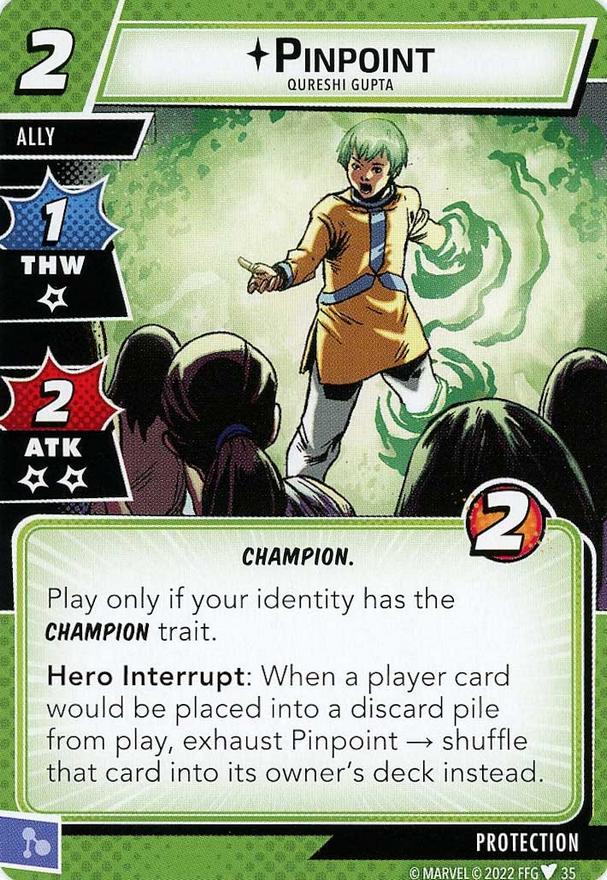 2
PINPOINT
QURESHI GUPTA
ALLY
1
THW
2
ATK
2
CHAMPION.
Play only if your identity has the
CHAMPION trait.
Hero Interrupt: When a player card
would be placed into a discard pile
from play, exhaust Pinpoint → shuffle
that card into its owner's deck instead.
PROTECTION
© MARVEL © 2022 FFG 35